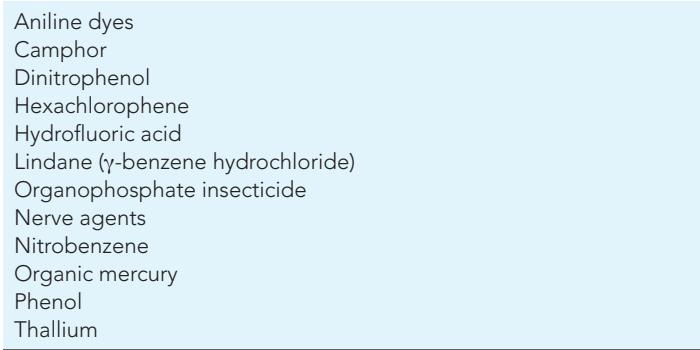 Aniline dyes
Camphor
Dinitrophenol
Hexachlorophene
Hydrofluoric acid
Lindane (γ-benzene hydrochloride)
Organophosphate insecticide
Nerve agents
Nitrobenzene
Organic mercury
Phenol
Thallium